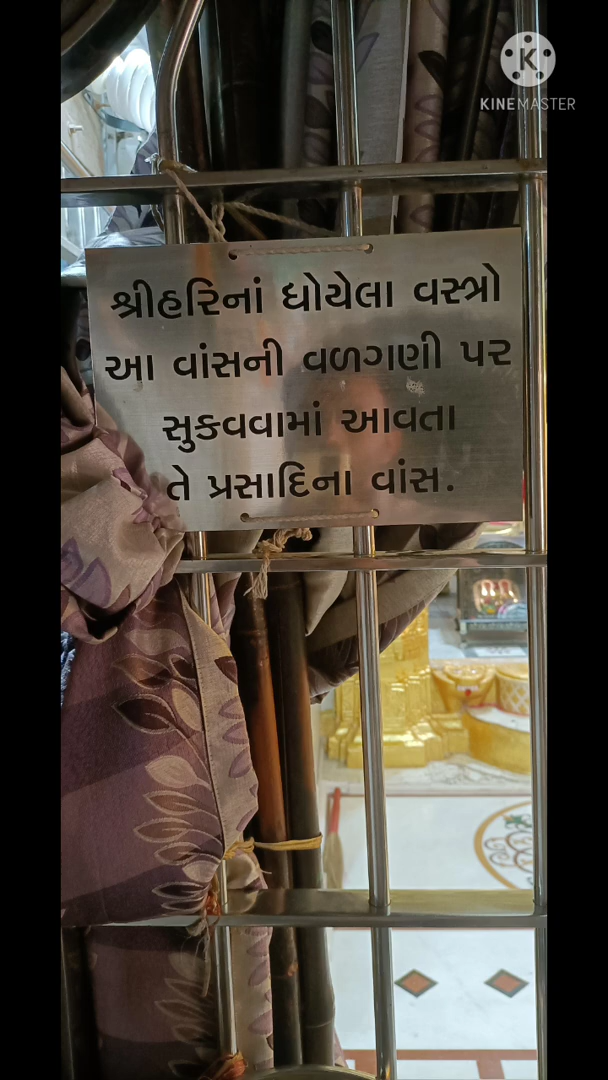 KINEMASTER
શ્રીહરિનાં ધોયેલા વસ્ત્રો
આ વાંસની વળગણી પર
સુકવવામાં આવતા
તે પ્રસાદિના વાંસ.